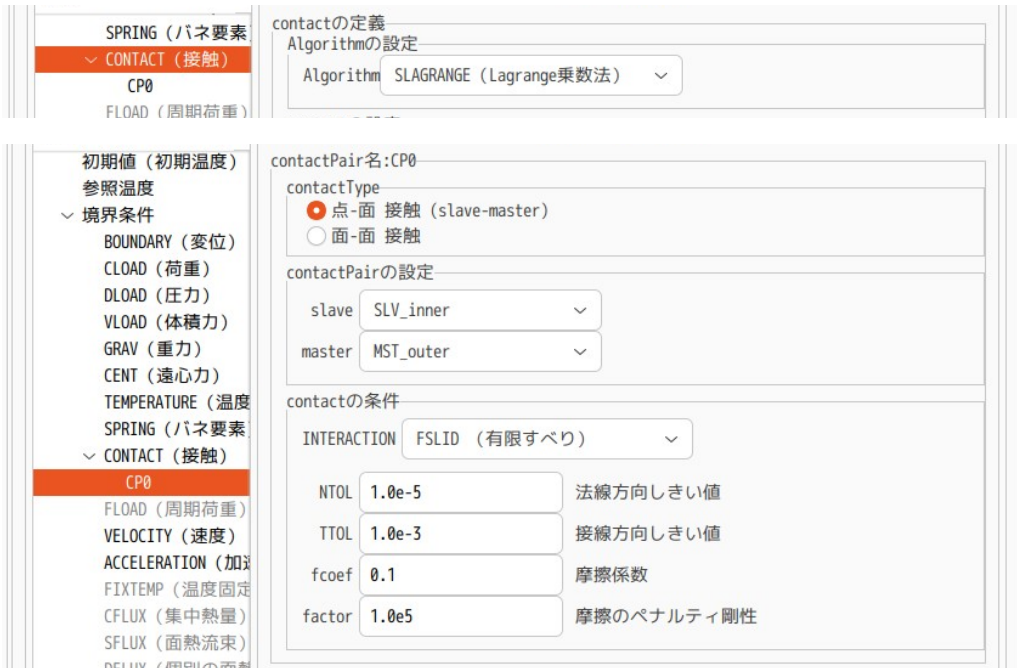 SPRING (バネ要素
CONTACT (接触)
CP0
FLOAD (周期荷重)
contactの定義
Algorithmの設定
Algorithm SLAGRANGE (Lagrange乗数法)
初期値 (初期温度)
参照温度
境界条件
BOUNDARY (変位)
CLOAD (荷重)
DLOAD (圧力)
VLOAD (体積力)
GRAV (重力)
CENT (遠心力)
TEMPERATURE (温度
SPRING (バネ要素
CONTACT (接触)
CP0
FLOAD (周期荷重)
VELOCITY (速度)
ACCELERATION (加速
FIXTEMP (温度固定
CFLUX (集中熱量)
SFLUX (面熱流束)
contactPair名:CP0
contactType
点-面 接触 (slave-master)
面-面 接触
contactPairの設定
slave SLV_inner
master MST_outer
contactの条件
INTERACTION FSLID (有限すべり)
NTOL 1.0e-5 法線方向しきい値
TTOL 1.0e-3 接線方向しきい値
fcoef 0.1 摩擦係数
factor 1.0e5 摩擦のペナルティ剛性